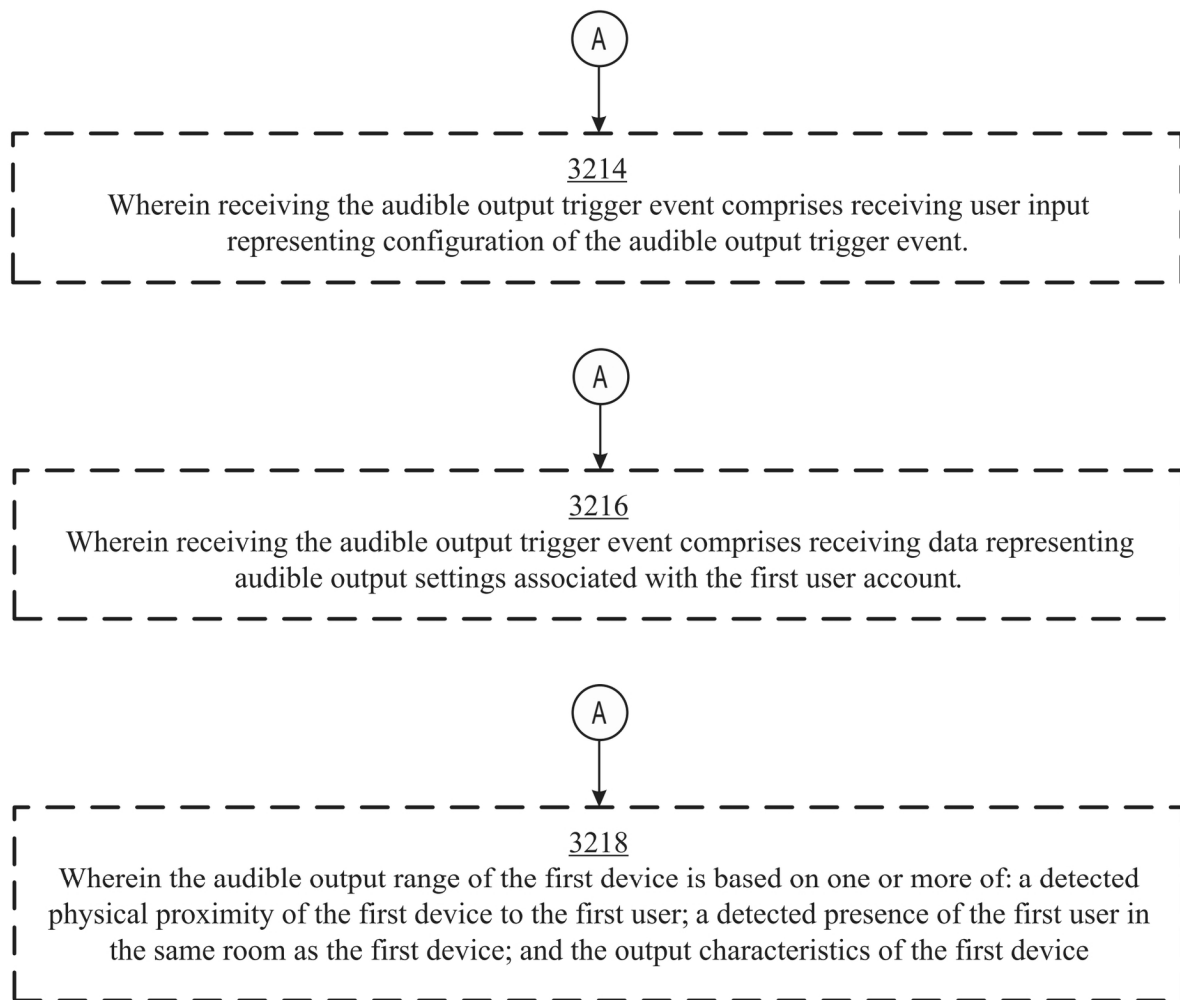 A
3214
Wherein receiving the audible output trigger event comprises receiving user input
representing configuration of the audible output trigger event.
A
3216
Wherein receiving the audible output trigger event comprises receiving data representing
audible output settings associated with the first user account.
A
3218
Wherein the audible output range of the first device is based on one or more of: a detected
physical proximity of the first device to the first user; a detected presence of the first user in
the same room as the first device; and the output characteristics of the first device